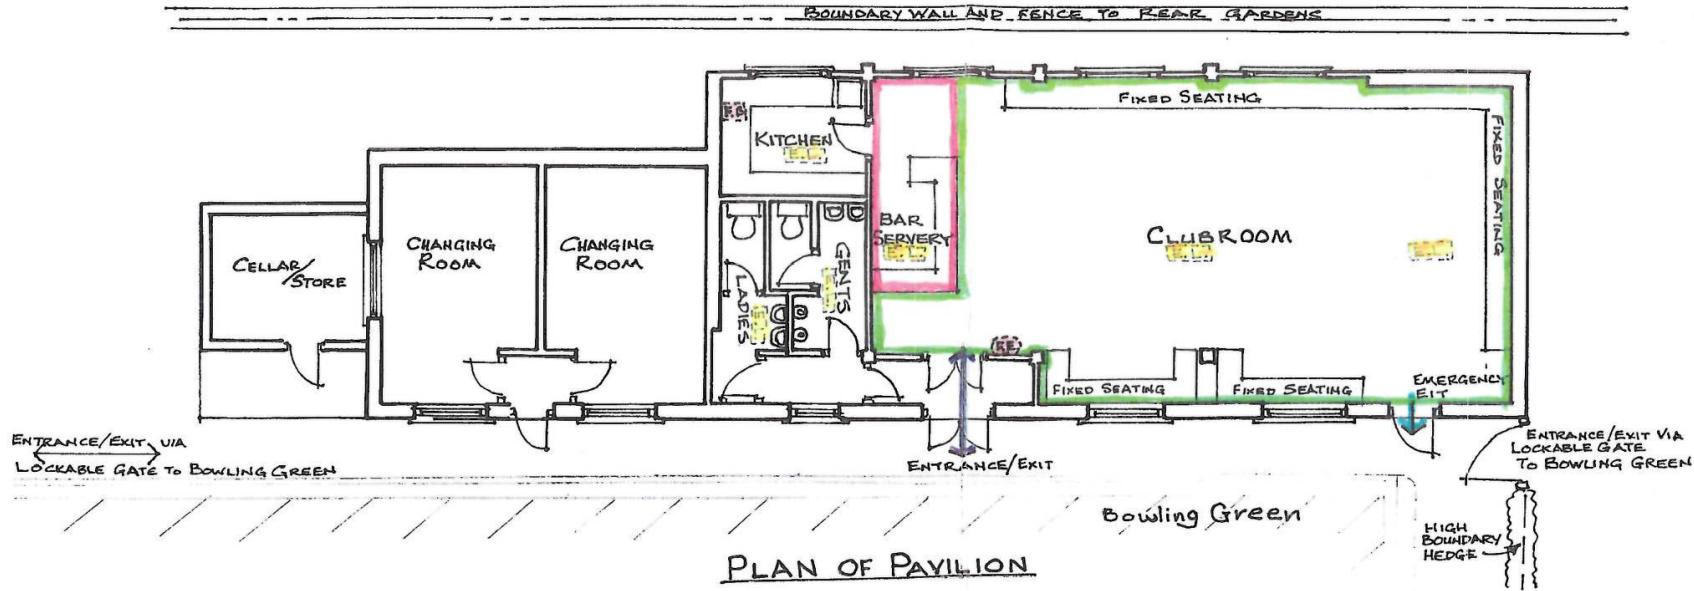 BOUNDARY WALL AND FENCE TO REAR GARDENS
FIXED SEATING
F.B
KITCHEN
E.L.
FIXED SEATING
BAR
SERVERY
E.L.
CLUBROOM
E.L.
E.L.
CHANGING
ROOM
CHANGING
ROOM
CELLAR/
STORE
LADIES
E.L.
GENTS
E.L.
F.E
FIXED SEATING
FIXED SEATING
EMERGENCY
EIT
ENTRANCE/EXIT VIA
LOCKABLE GATE TO BOWLING GREEN
ENTRANCE/EXIT
ENTRANCE/EXIT VIA
LOCKABLE GATE
TO BOWLING GREEN
Bowling Green
HIGH
BOUNDARY
HEDGE
PLAN OF PAVILION